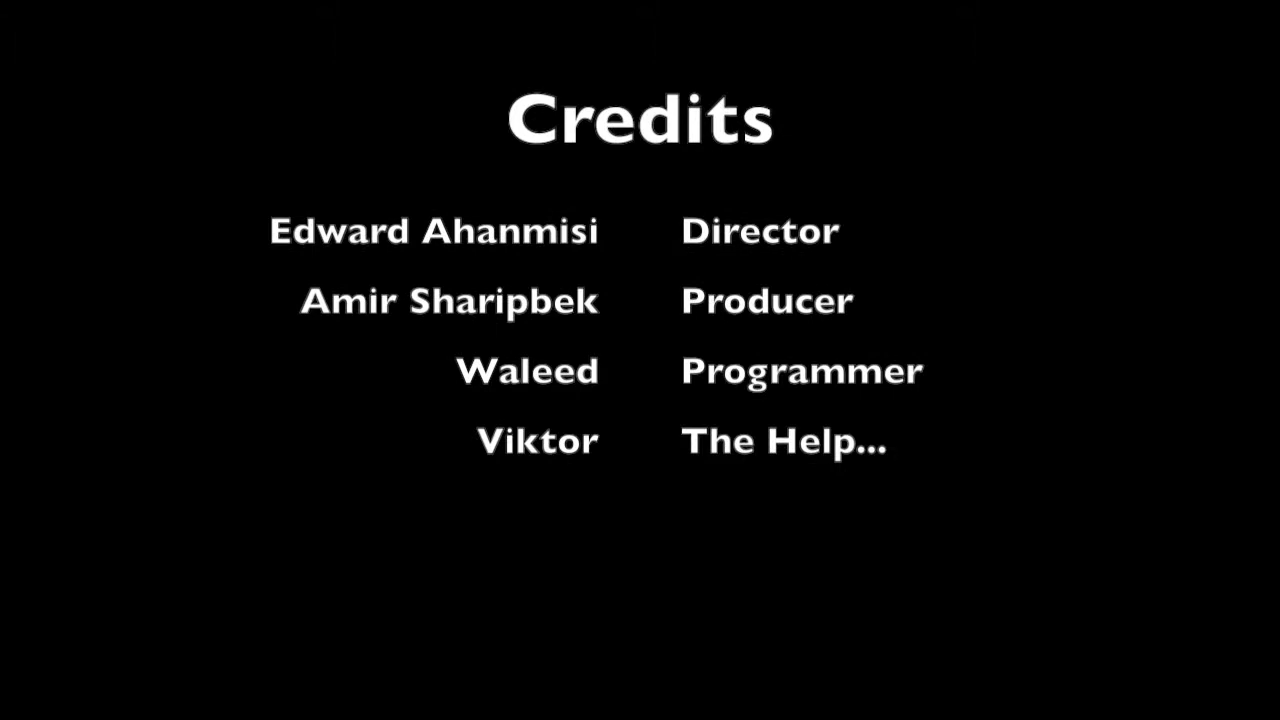 Credits
Edward Ahanmisi Director
Amir Sharipbek Producer
Waleed Programmer
Viktor The Help...